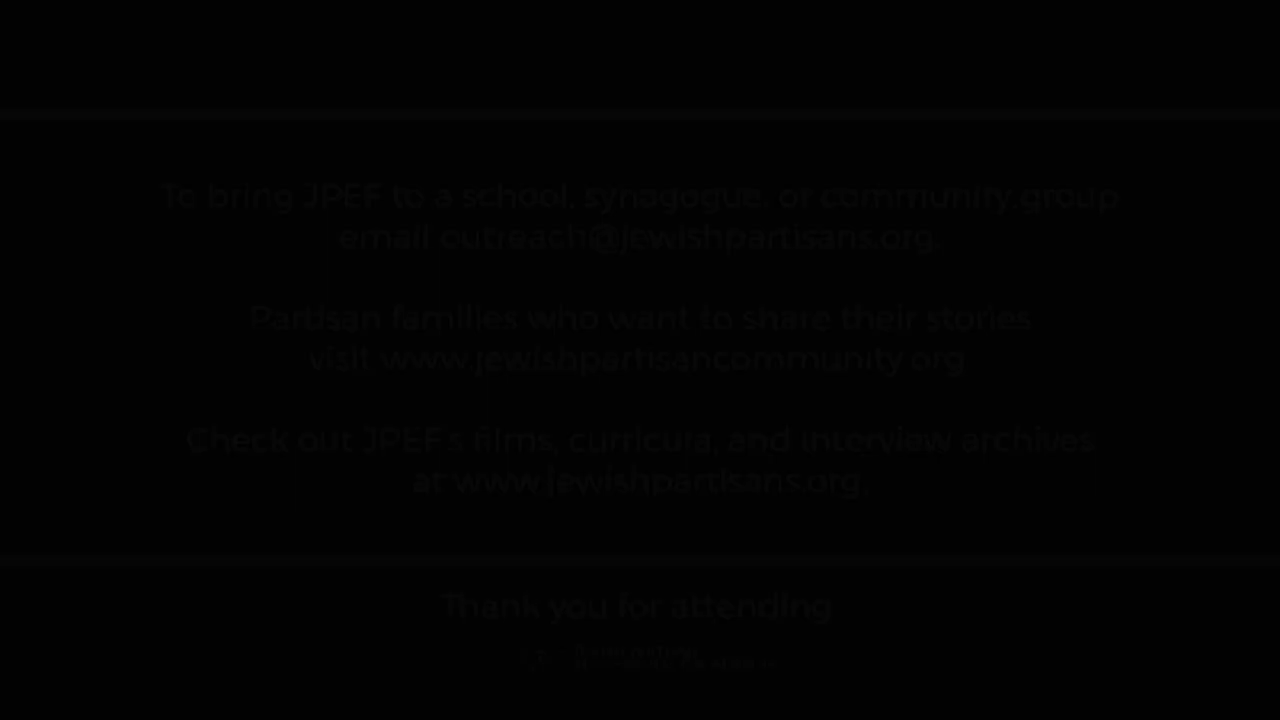 To bring JPEF to a school, synagogue, or community group
email outreach@jewishpartisans.org.
Partisan families who want to share their stories
visit www.jewishpartisancommunity.org
Check out JPEF's films, curricula, and interview archives
at www.jewishpartisans.org.
Thank you for attending